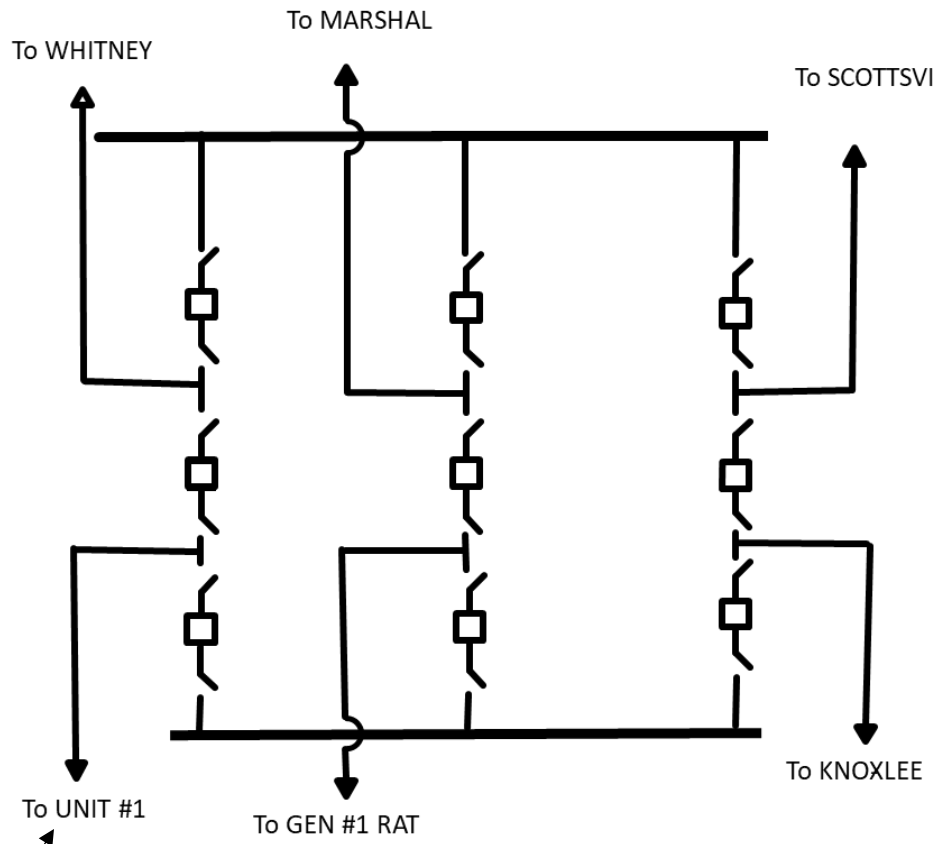 To MARSHAL
To WHITNEY
To SCOTTSVI
To KNOXLEE
To UNIT #1
To GEN #1 RAT